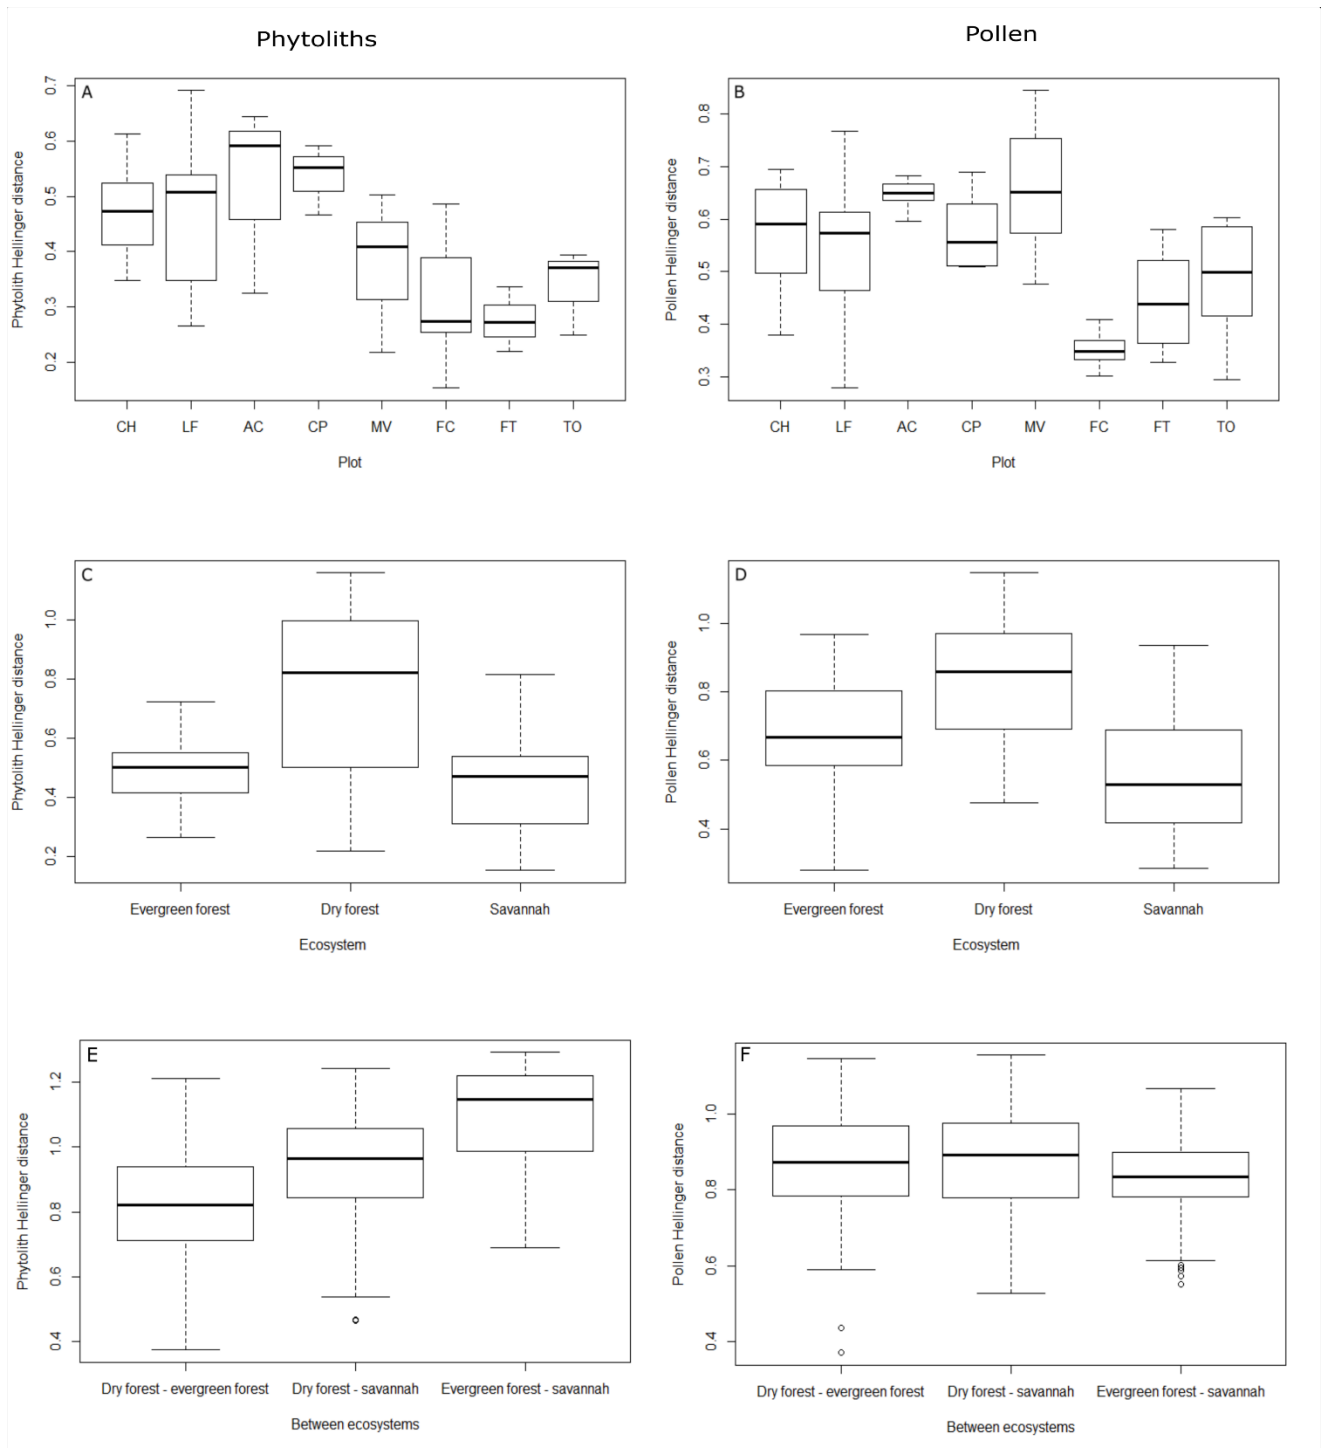 Phytoliths
Pollen
A
Phytolith Hellinger distance
0.7
0.6
0.5
0.4
0.3
0.2
CH LF AC CP MV FC FT TO
Plot
B
Pollen Hellinger distance
0.8
0.7
0.6
0.5
0.4
0.3
CH LF AC CP MV FC FT TO
Plot
C
Phytolith Hellinger distance
1.0
0.8
0.6
0.4
0.2
Evergreen forest Dry forest Savannah
Ecosystem
D
Pollen Hellinger distance
1.0
0.8
0.6
0.4
Evergreen forest Dry forest Savannah
Ecosystem
E
Phytolith Hellinger distance
1.2
1.0
0.8
0.6
0.4
Dry forest - evergreen forest Dry forest - savannah Evergreen forest - savannah
Between ecosystems
F
Pollen Hellinger distance
1.0
0.8
0.6
0.4
Dry forest - evergreen forest Dry forest - savannah Evergreen forest - savannah
Between ecosystems